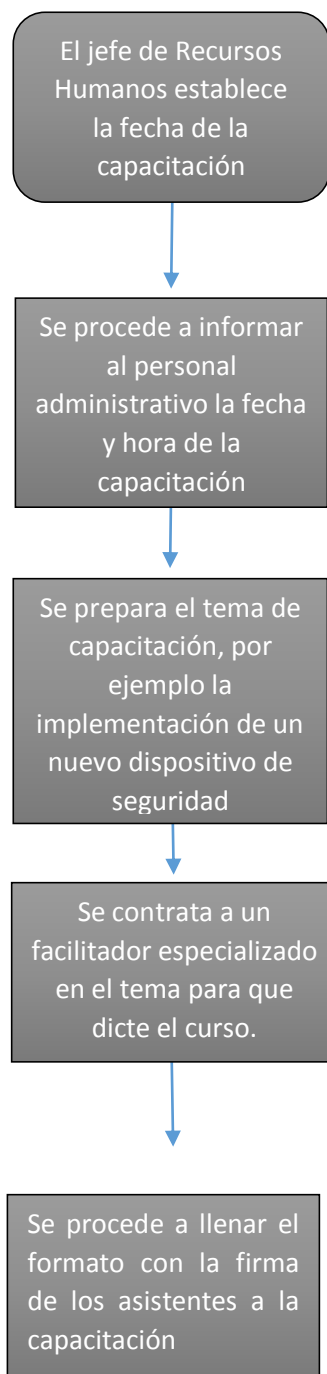 El jefe de Recursos
Humanos establece
la fecha de la
capacitación
Se procede a informar
al personal
administrativo la fecha
y hora de la
capacitación
Se prepara el tema de
capacitación, por
ejemplo la
implementación de un
nuevo dispositivo de
seguridad
Se contrata a un
facilitador especializado
en el tema para que
dicte el curso.
Se procede a llenar el
formato con la firma
de los asistentes a la
capacitación